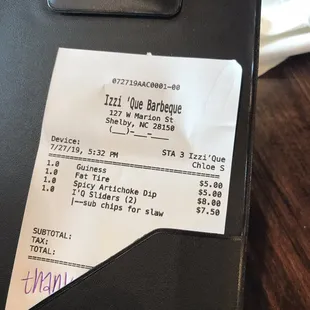 072719AAC0001-00
Izzi 'Que Barbeque
127 W Marion St
Shelby, NC 28150
(___)-___-____
Device: STA 3 Izzi'Que
7/27/19, 5:32 PM Chloe S
1.0 Guiness $5.00
1.0 Fat Tire $5.00
1.0 Spicy Artichoke Dip $8.00
1.0 I'Q Sliders (2) $7.50
|--sub chips for slaw
SUBTOTAL:
TAX:
TOTAL:
thank